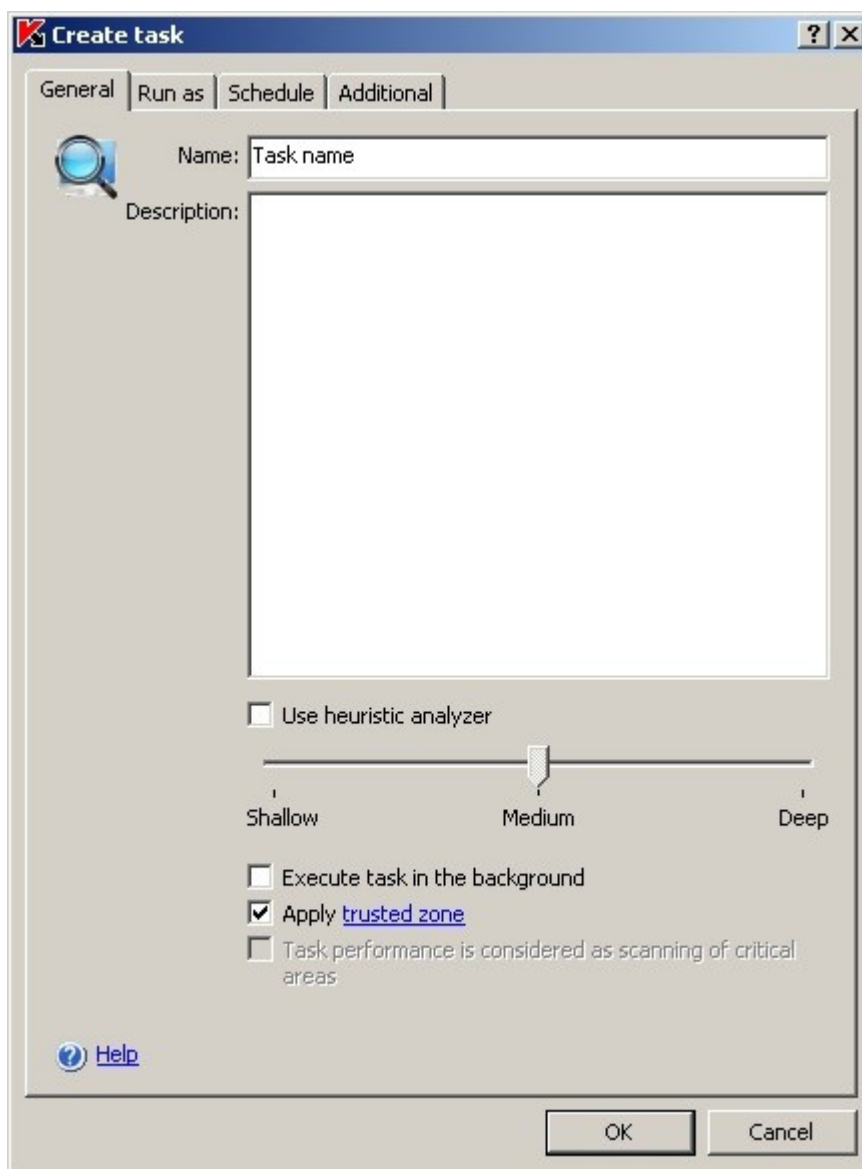 Create task
General Run as Schedule Additional
Name: Task name
Description:
Use heuristic analyzer
Shallow Medium Deep
Execute task in the background
Apply trusted zone
Task performance is considered as scanning of critical
areas
Help
OK Cancel